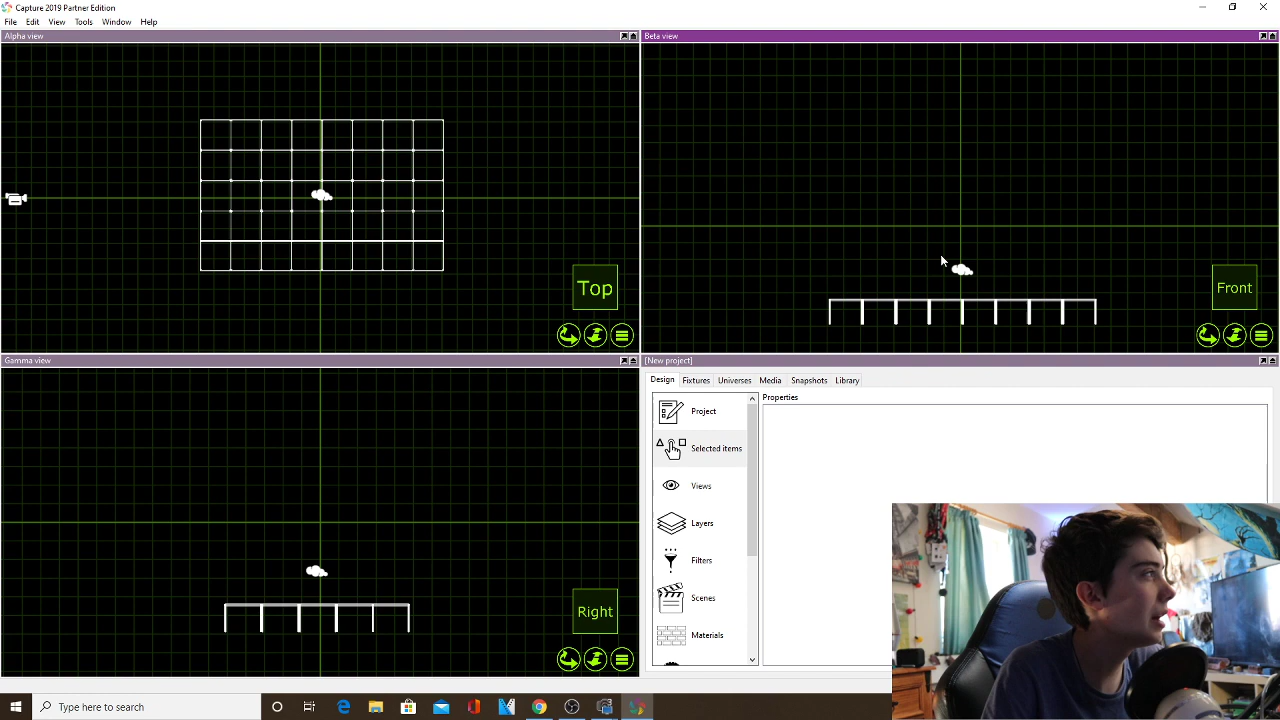 Capture 2019 Partner Edition
File Edit View Tools Window Help
Alpha view
Beta view
Top
Front
Gamma view
[New project]
Design Fixtures Universes Media Snapshots Library
Project
Selected items
Views
Layers
Filters
Scenes
Materials
Properties
Right
Type here to search